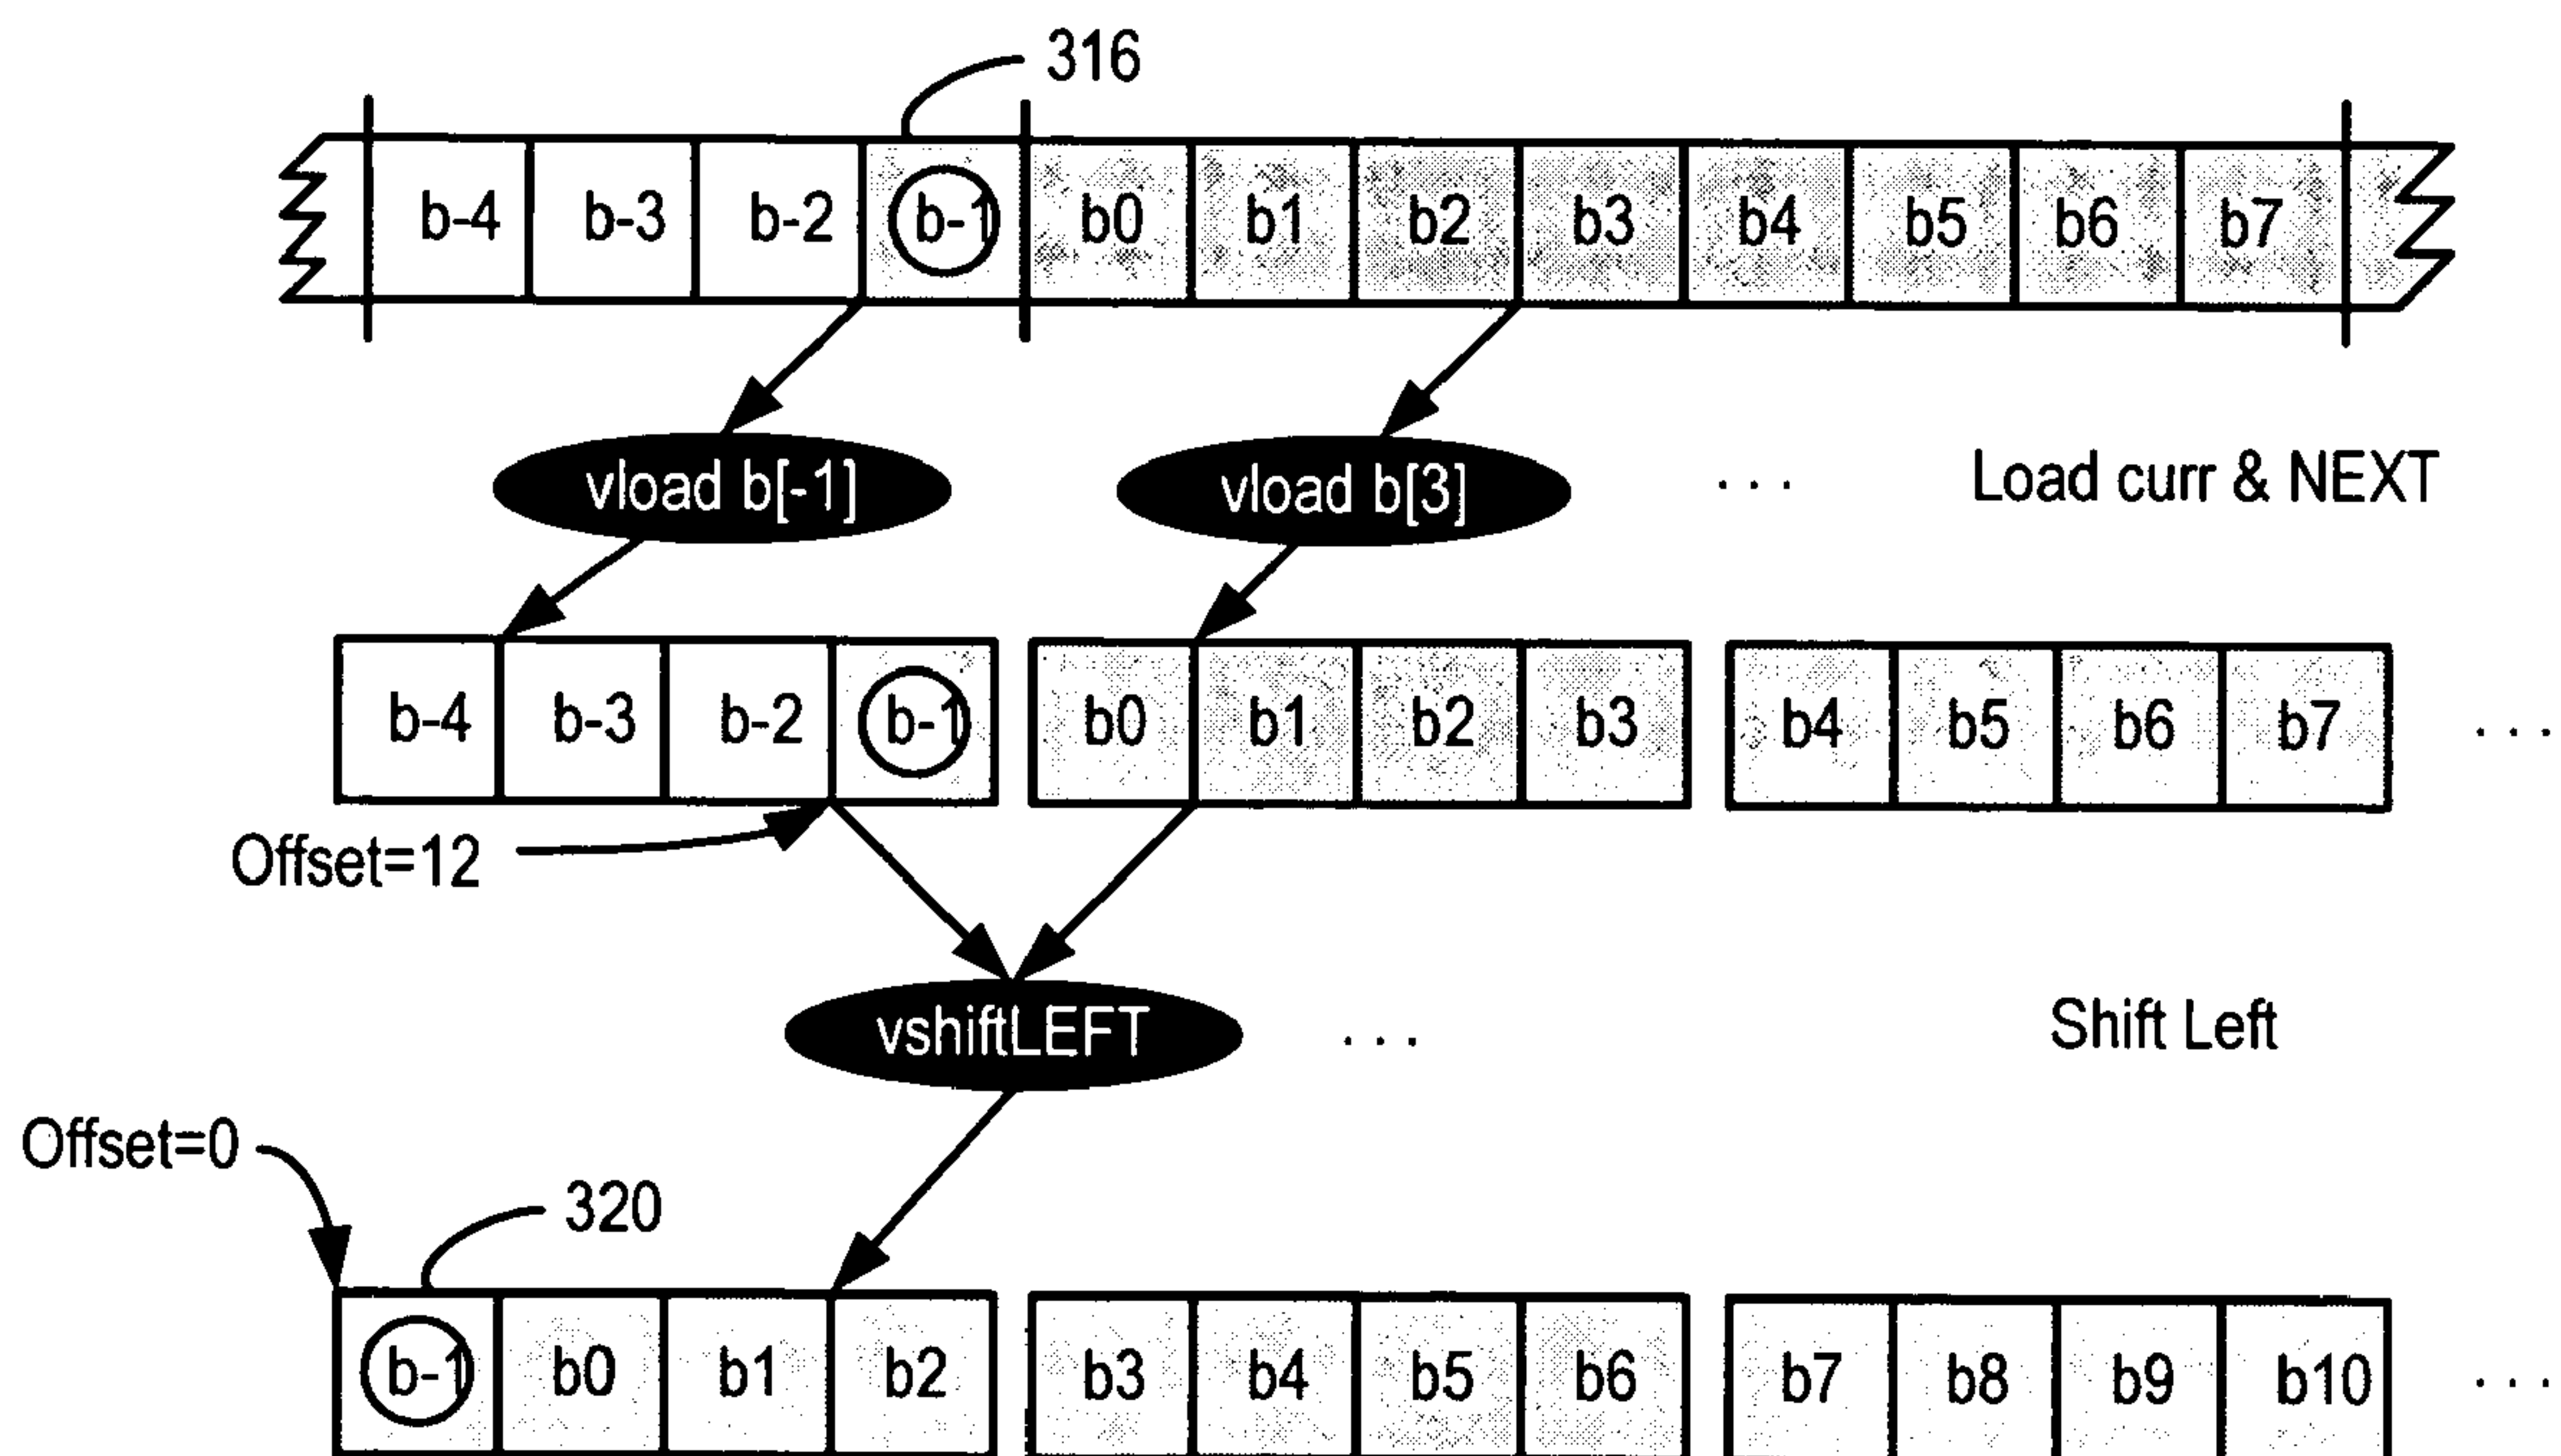 316
b-4 b-3 b-2 b-1 b0 b1 b2 b3 b4 b5 b6 b7
vload b[-1] vload b[3] ... Load curr & NEXT
b-4 b-3 b-2 b-1 b0 b1 b2 b3 b4 b5 b6 b7 ...
Offset=12
vshiftLEFT ... Shift Left
Offset=0
320
b-1 b0 b1 b2 b3 b4 b5 b6 b7 b8 b9 b10 ...